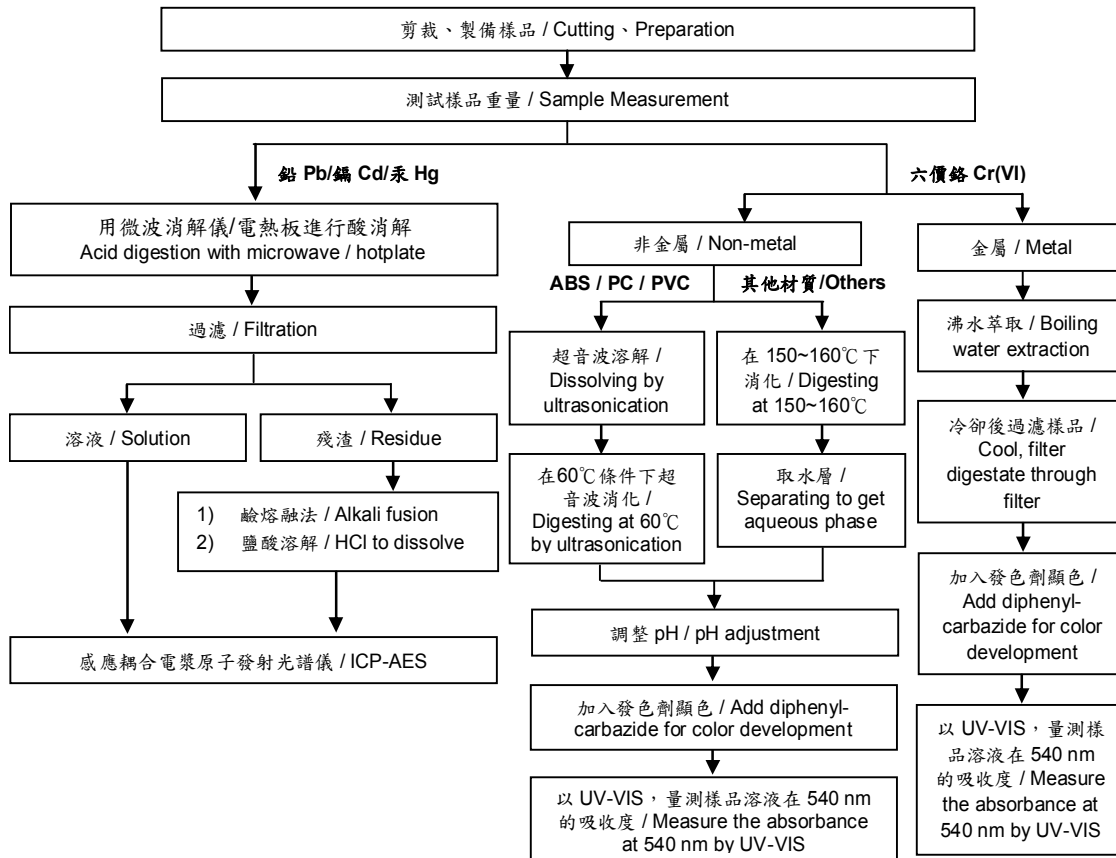 剪裁、製備樣品 / Cutting、Preparation
測試樣品重量 / Sample Measurement
鉛 Pb/鎘 Cd/汞 Hg
六價鉻 Cr(VI)
用微波消解儀/電熱板進行酸消解
Acid digestion with microwave / hotplate
過濾 / Filtration
溶液 / Solution
殘渣 / Residue
1) 鹼熔融法 / Alkali fusion
2) 鹽酸溶解 / HCl to dissolve
感應耦合電漿原子發射光譜儀 / ICP-AES
非金屬 / Non-metal
ABS / PC / PVC
其他材質/Others
超音波溶解 /
Dissolving by
ultrasonication
在60℃條件下超
音波消化 /
Digesting at 60℃
by ultrasonication
在 150~160℃下
消化 / Digesting
at 150~160℃
取水層 /
Separating to get
aqueous phase
調整 pH / pH adjustment
加入發色劑顯色 / Add diphenyl-
carbazide for color development
以 UV-VIS，量測樣品溶液在 540 nm
的吸收度 / Measure the absorbance
at 540 nm by UV-VIS
金屬 / Metal
沸水萃取 / Boiling
water extraction
冷卻後過濾樣品 /
Cool, filter
digestate through
filter
加入發色劑顯色 /
Add diphenyl-
carbazide for color
development
以 UV-VIS，量測樣
品溶液在 540 nm
的吸收度 / Measure
the absorbance at
540 nm by UV-VIS